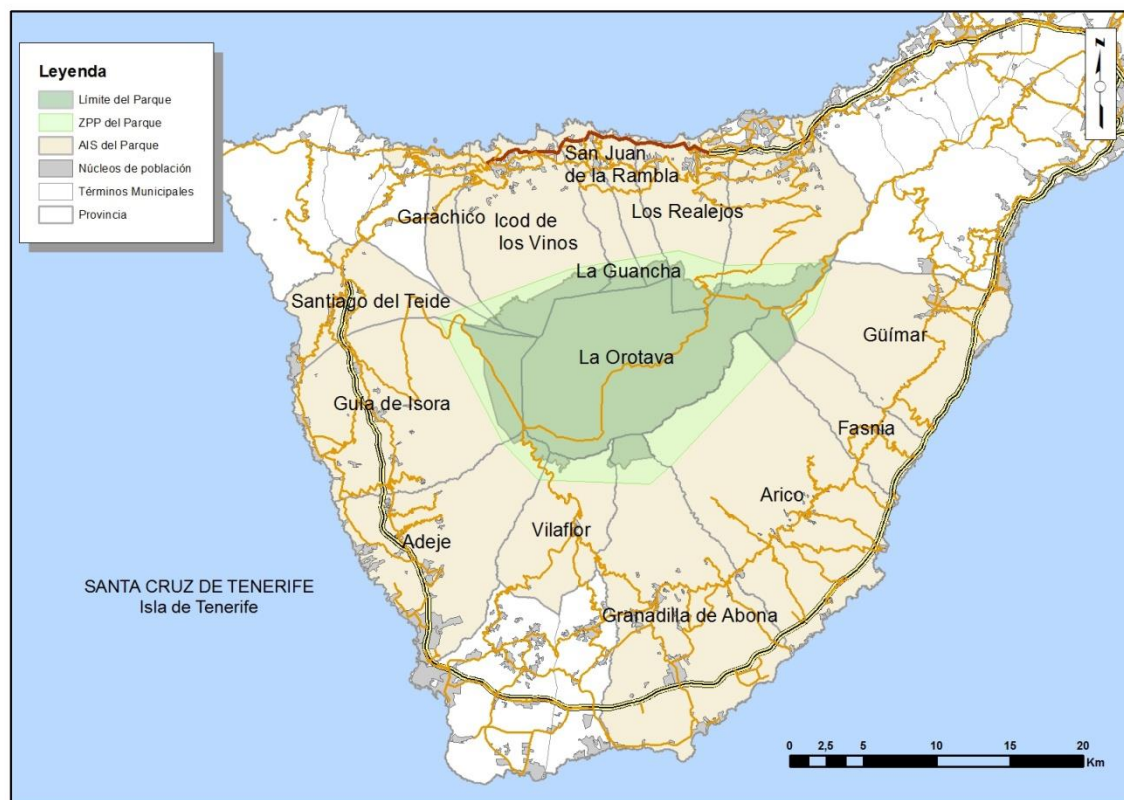 Leyenda
Límite del Parque
ZPP del Parque
AIS del Parque
Núcleos de población
Términos Municipales
Provincia
N
San Juan
de la Rambla
Garachico
Icod de
los Vinos
Los Realejos
La Guancha
Santiago del Teide
La Orotava
Güímar
Guía de Isora
Fasnia
Arico
Vilaflor
Adeje
SANTA CRUZ DE TENERIFE
Isla de Tenerife
Granadilla de Abona
0 2,5 5 10 15 20
Km